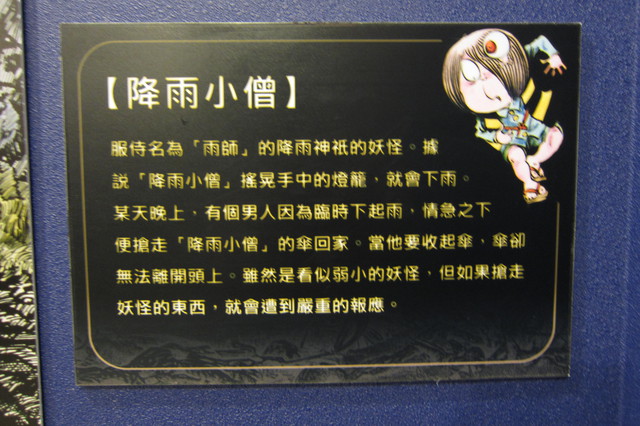 【降雨小僧】
服侍名為「雨師」的降雨神祇的妖怪。據
說「降雨小僧」搖晃手中的燈籠，就會下雨。
某天晚上，有個男人因為臨時下起雨，情急之下
便搶走「降雨小僧」的傘回家。當他要收起傘，傘卻
無法離開頭上。雖然是看似弱小的妖怪，但如果搶走
妖怪的東西，就會遭到嚴重的報應。